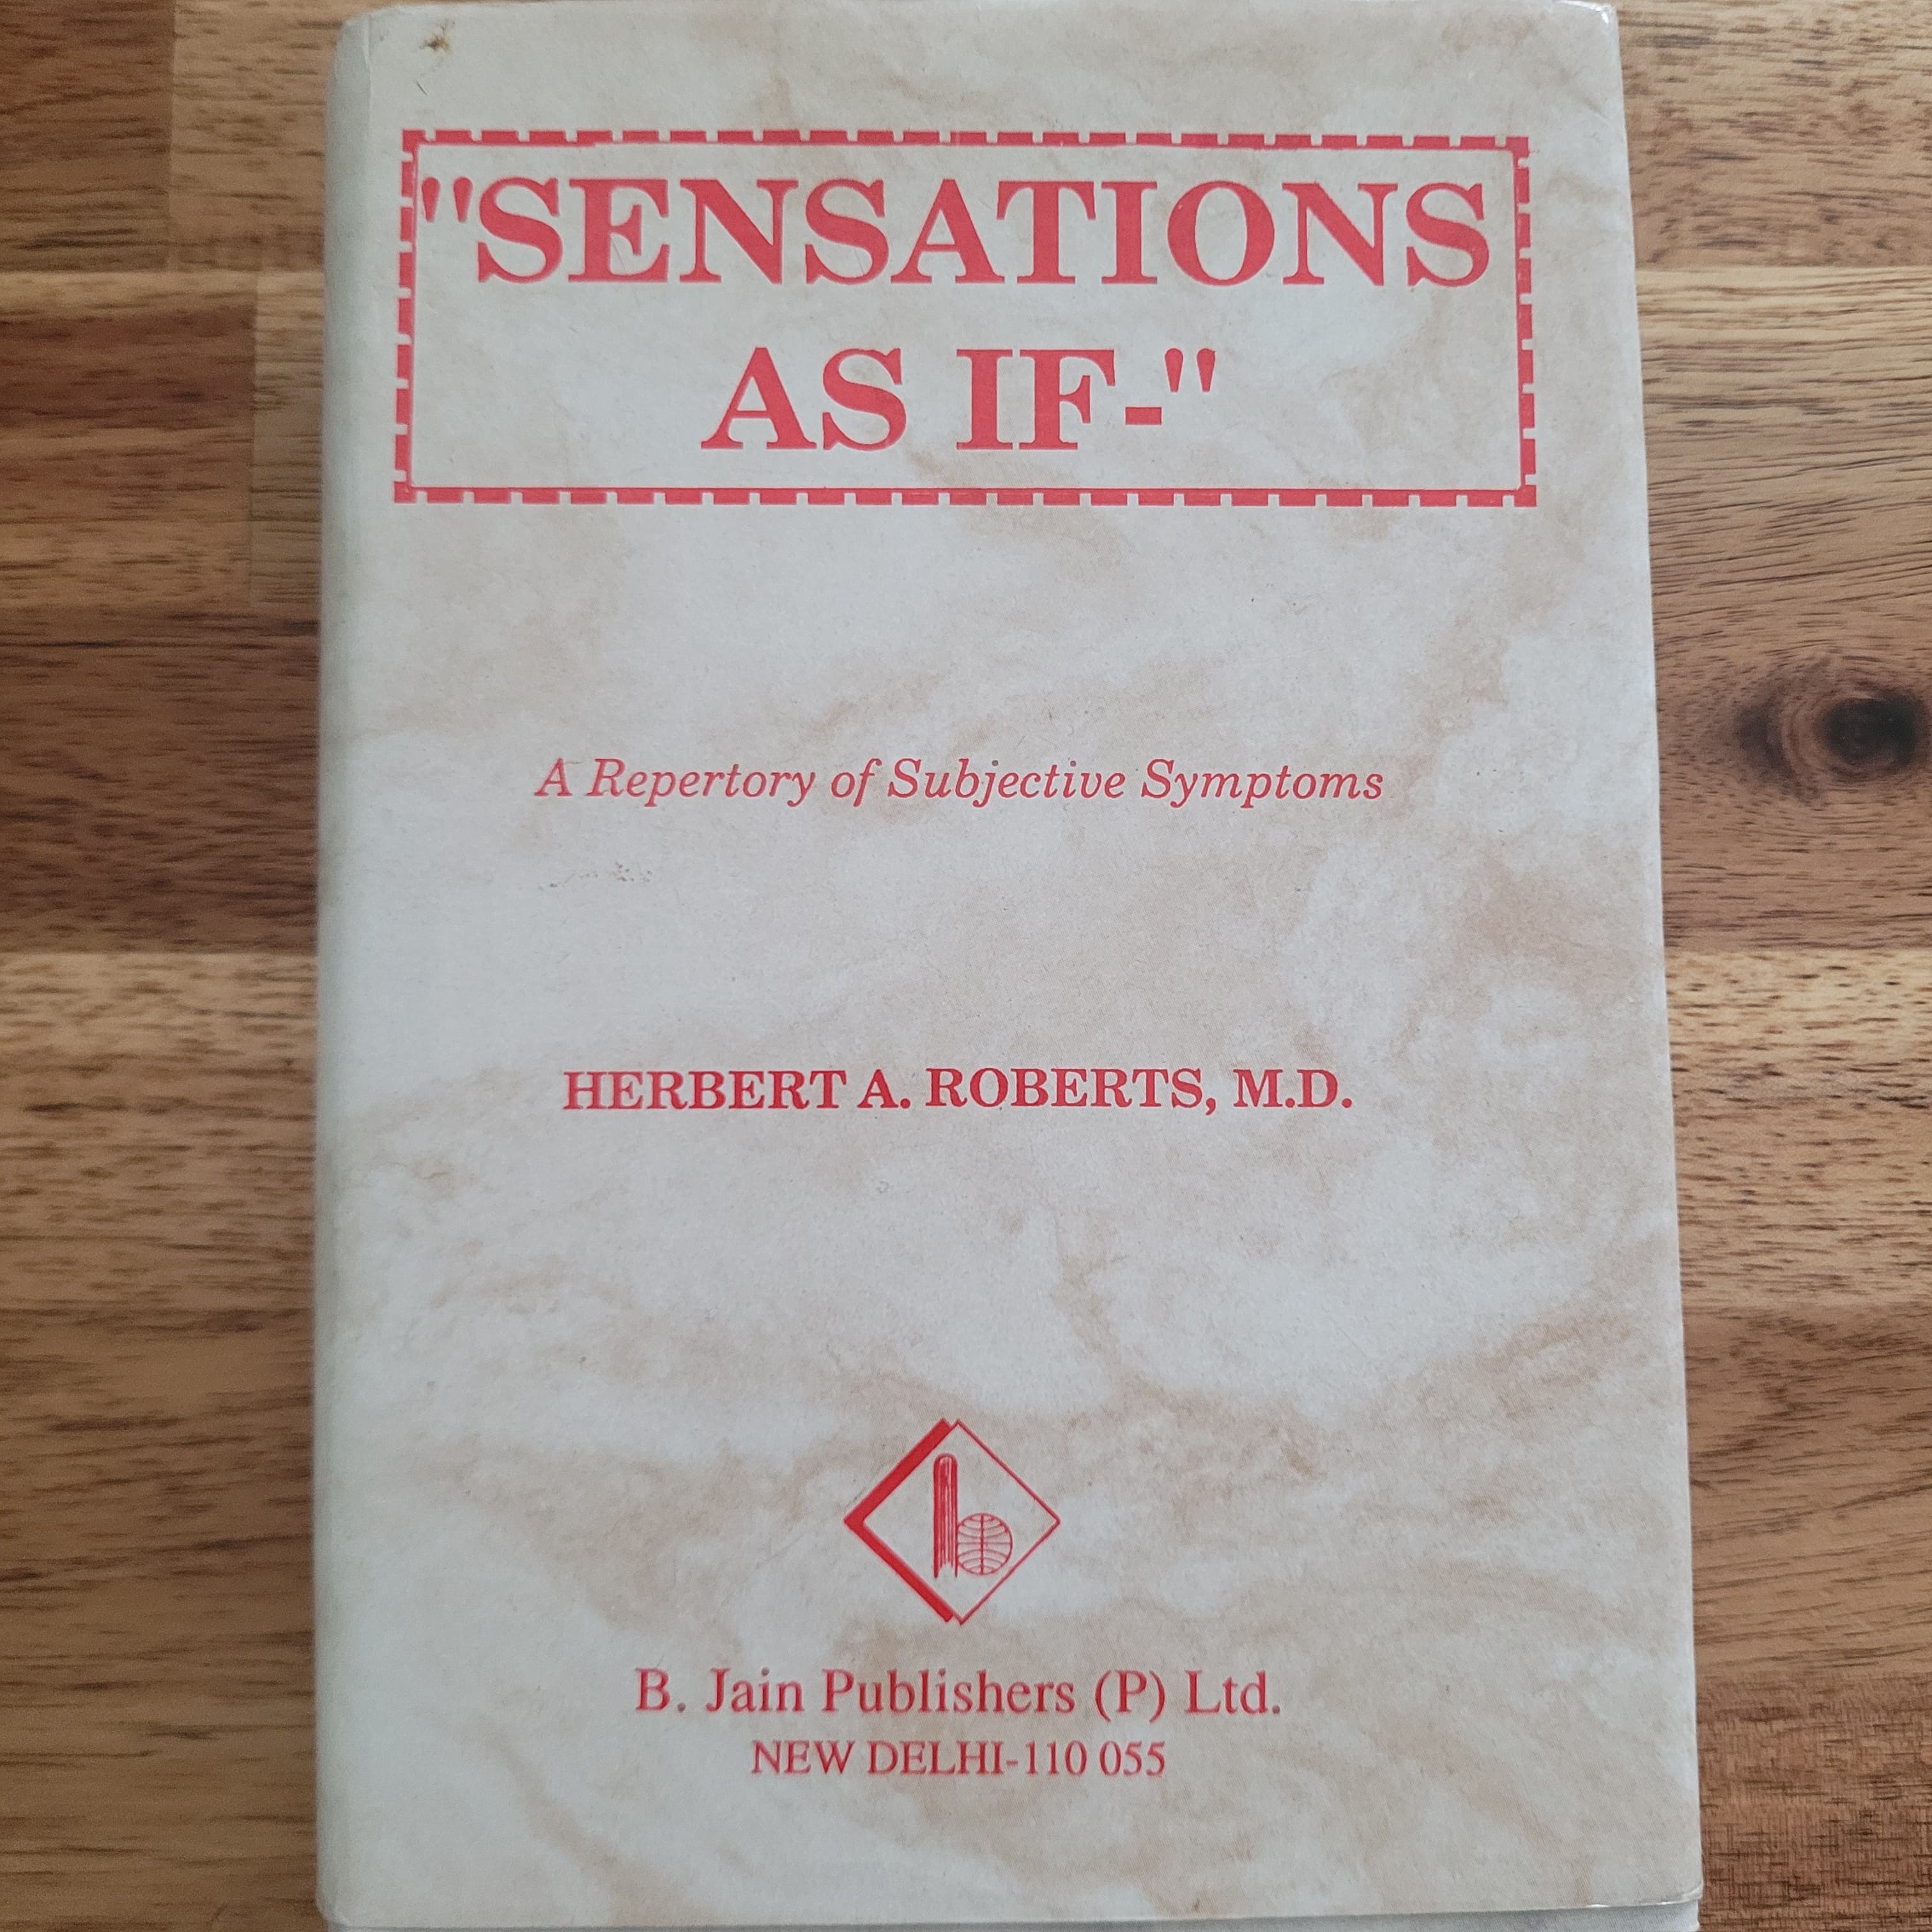 "SENSATIONS
AS IF-"
A Repertory of Subjective Symptoms
HERBERT A. ROBERTS, M.D.
b
B. Jain Publishers (P) Ltd.
NEW DELHI-110 055